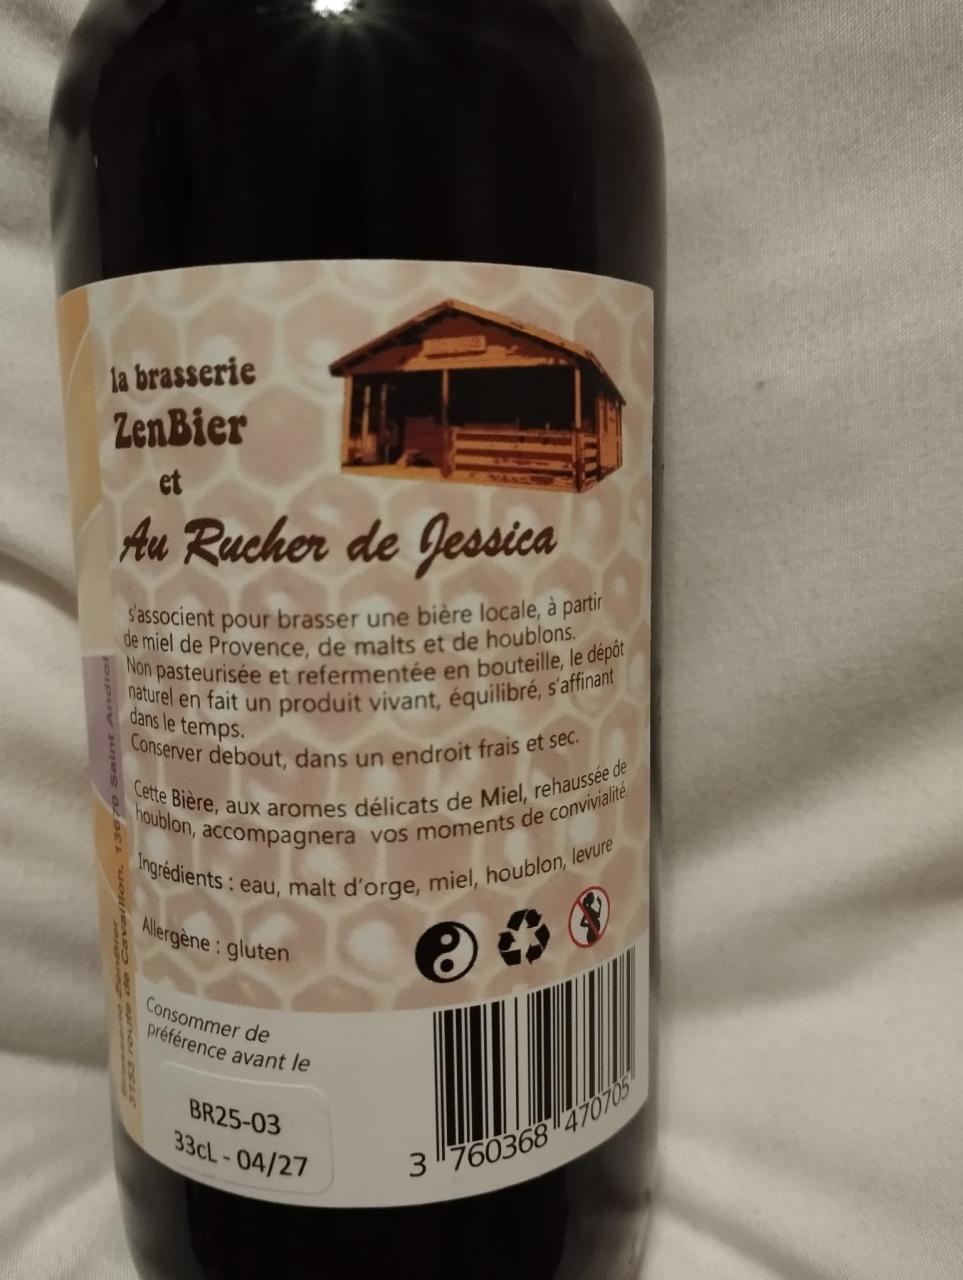 la brasserie
ZenBier
et
Au Rucher de Jessica
s'associent pour brasser une bière locale, à partir
de miel de Provence, de malts et de houblons.
Non pasteurisée et refermentée en bouteille, le dépôt
naturel en fait un produit vivant, équilibré, s'affinant
dans le temps.
Conserver debout, dans un endroit frais et sec.
Cette Bière, aux aromes délicats de Miel, rehaussée de
houblon, accompagnera vos moments de convivialité.
Ingrédients : eau, malt d'orge, miel, houblon, levure
Allergène : gluten
Consommer de
préférence avant le
BR25-03
33cL - 04/27
3 760368 470705
Brasserie ZenBier
3153 route de Cavaillon, 13670 Saint Andiol